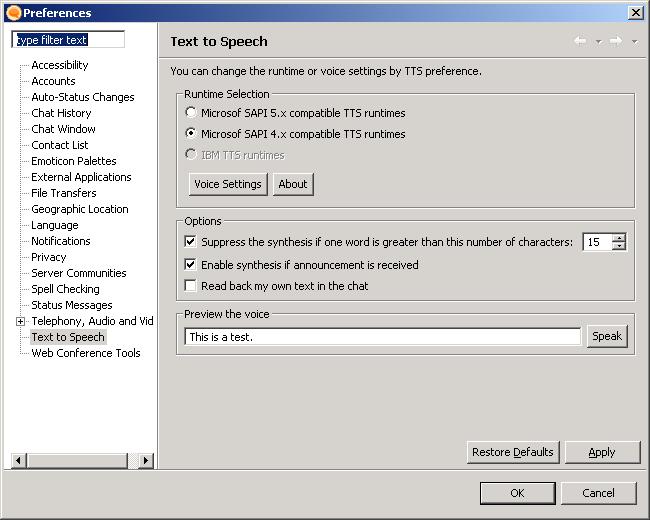 Preferences
type filter text
Accessibility
Accounts
Auto-Status Changes
Chat History
Chat Window
Contact List
Emoticon Palettes
External Applications
File Transfers
Geographic Location
Language
Notifications
Privacy
Server Communities
Spell Checking
Status Messages
Telephony, Audio and Vid
Text to Speech
Web Conference Tools
Text to Speech
You can change the runtime or voice settings by TTS preference.
Runtime Selection
Microsof SAPI 5.x compatible TTS runtimes
Microsof SAPI 4.x compatible TTS runtimes
IBM TTS runtimes
Voice Settings About
Options
Suppress the synthesis if one word is greater than this number of characters: 15
Enable synthesis if announcement is received
Read back my own text in the chat
Preview the voice
This is a test. Speak
Restore Defaults Apply
OK Cancel